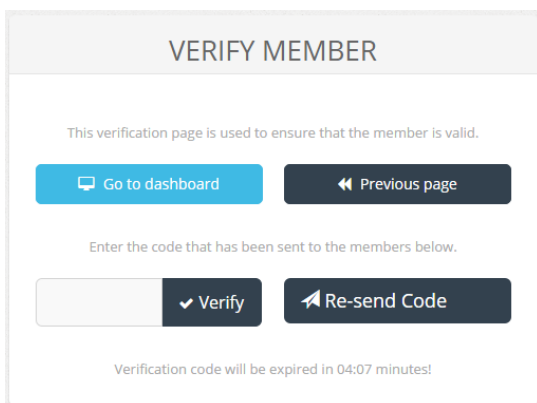 VERIFY MEMBER
This verification page is used to ensure that the member is valid.
Go to dashboard
Previous page
Enter the code that has been sent to the members below.
Verify
Re-send Code
Verification code will be expired in 04:07 minutes!